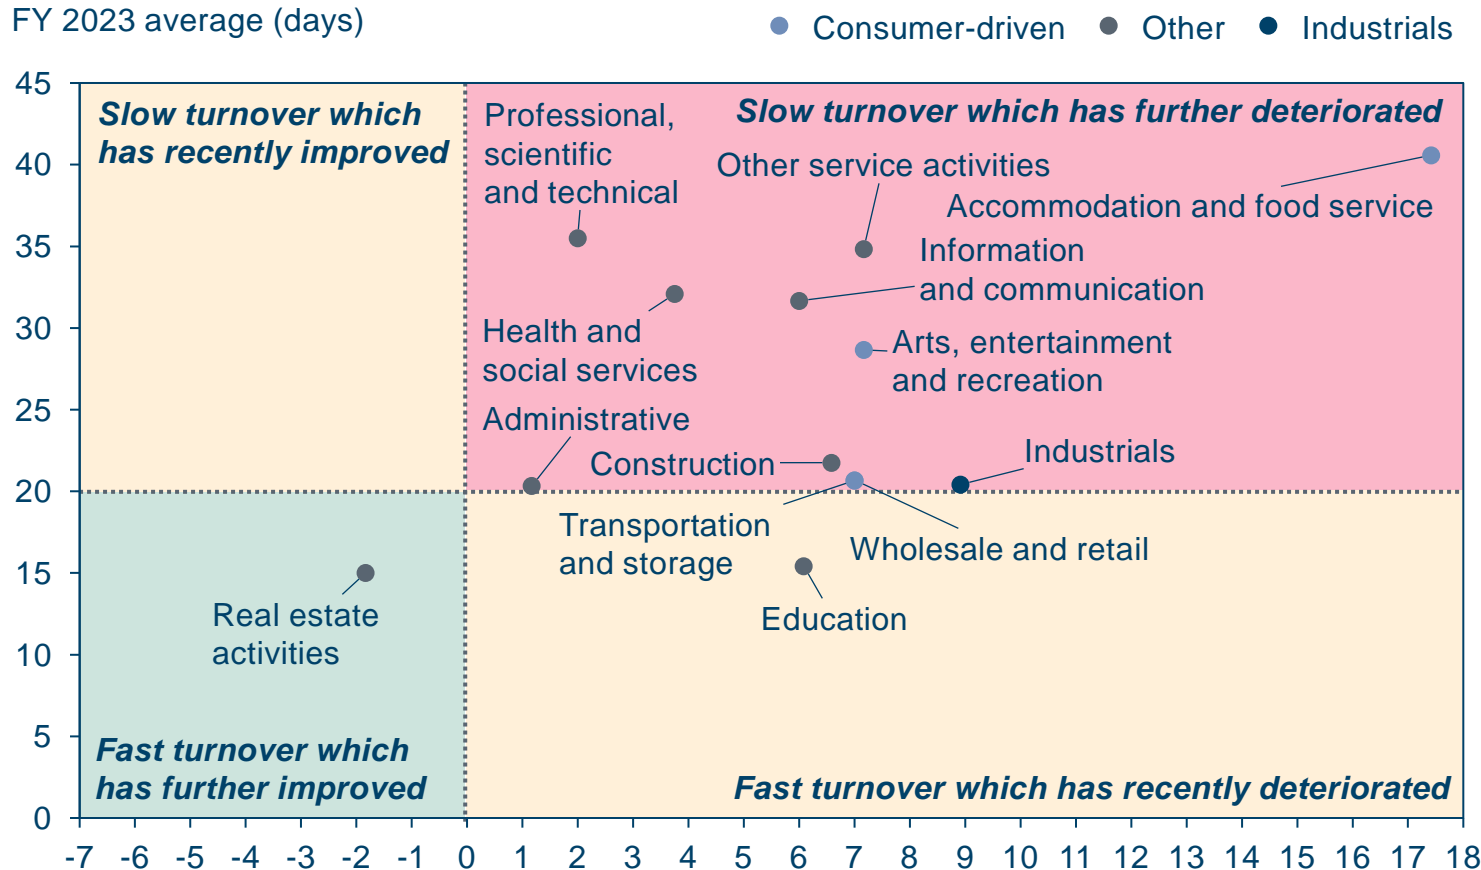 FY 2023 average (days)
Consumer-driven
Other
Industrials
45
40
35
30
25
20
15
10
5
0
Slow turnover which
has recently improved
Slow turnover which has further deteriorated
Professional,
scientific
and technical
Other service activities
Accommodation and food service
Information
and communication
Health and
social services
Arts, entertainment
and recreation
Administrative
Construction
Industrials
Transportation
and storage
Wholesale and retail
Education
Real estate
activities
Fast turnover which
has further improved
Fast turnover which has recently deteriorated
-7 -6 -5 -4 -3 -2 -1 0 1 2 3 4 5 6 7 8 9 10 11 12 13 14 15 16 17 18